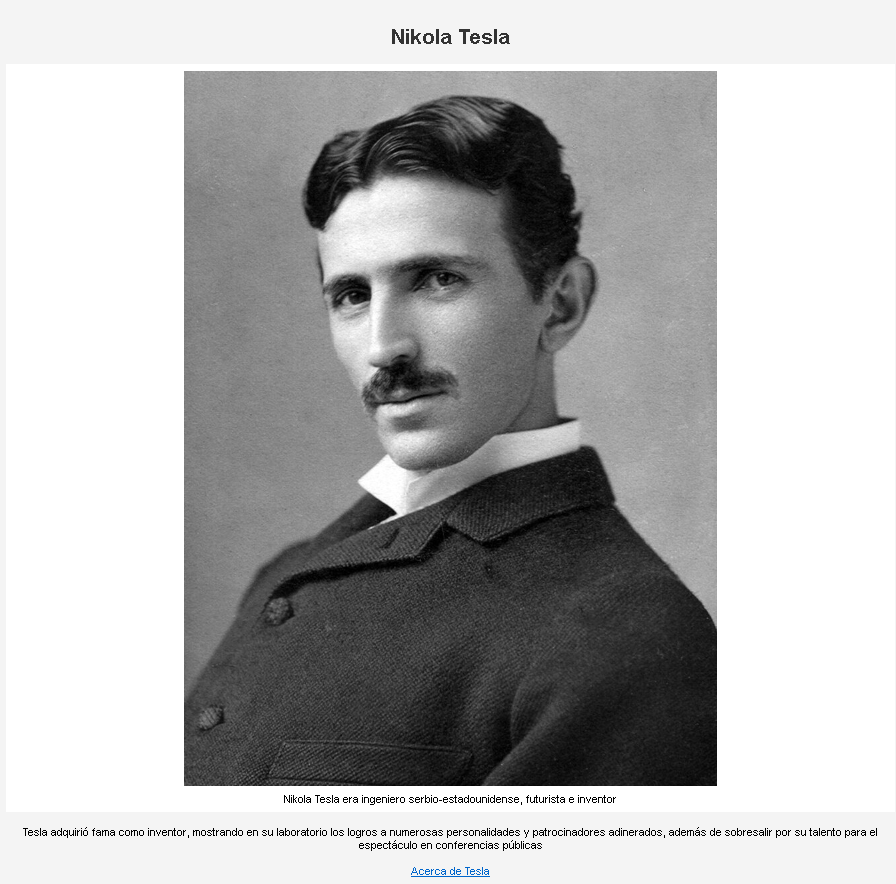 Nikola Tesla
Nikola Tesla era ingeniero serbio-estadounidense, futurista e inventor
Tesla adquirió fama como inventor, mostrando en su laboratorio los logros a numerosas personalidades y patrocinadores adinerados, además de sobresalir por su talento para el
espectáculo en conferencias públicas
Acerca de Tesla